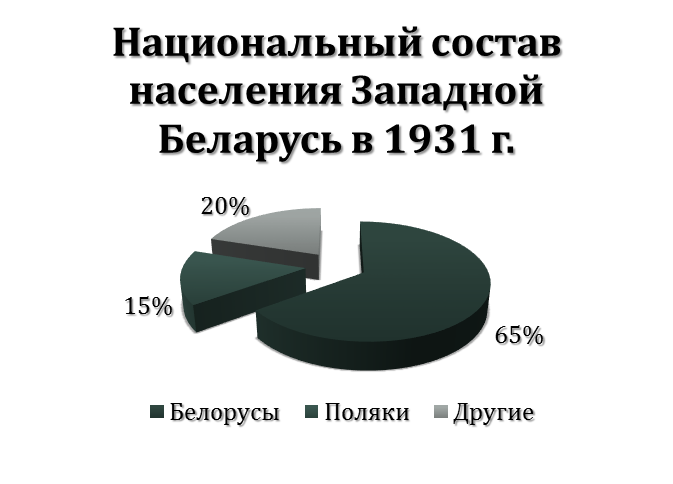 Национальный состав
населения Западной
Беларусь в 1931 г.
20%
15%
65%
Белорусы Поляки Другие